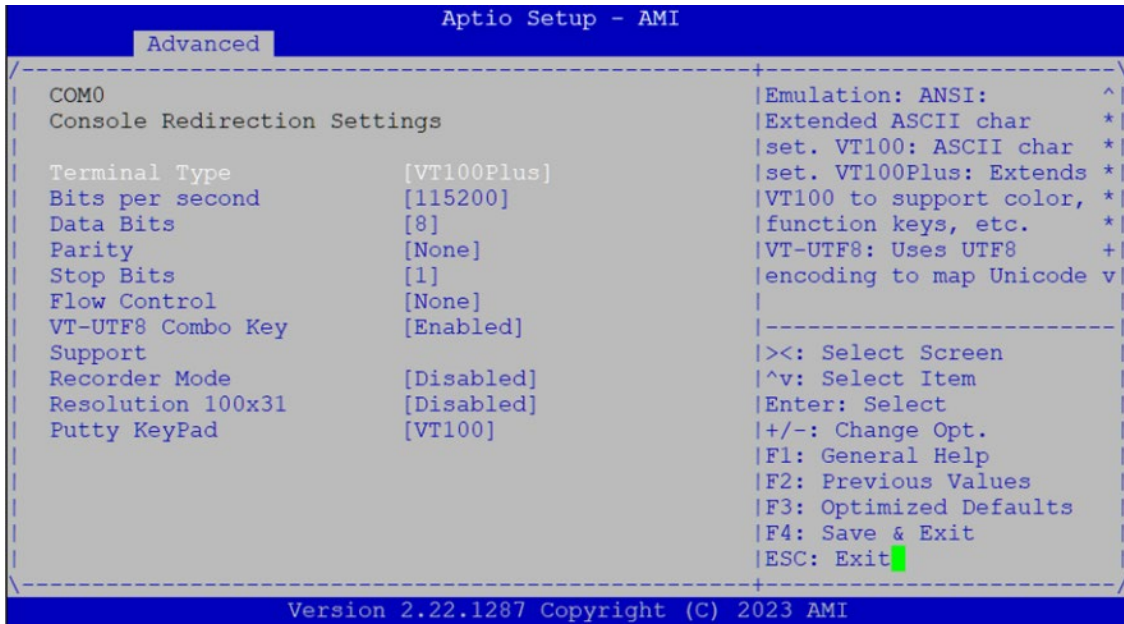 Aptio Setup - AMI
Advanced
COM0
Console Redirection Settings
Terminal Type [VT100Plus]
Bits per second [115200]
Data Bits [8]
Parity [None]
Stop Bits [1]
Flow Control [None]
VT-UTF8 Combo Key [Enabled]
Support
Recorder Mode [Disabled]
Resolution 100x31 [Disabled]
Putty KeyPad [VT100]
Emulation: ANSI: ^
Extended ASCII char *
set. VT100: ASCII char *
set. VT100Plus: Extends *
VT100 to support color, *
function keys, etc. *
VT-UTF8: Uses UTF8 +
encoding to map Unicode v
><: Select Screen
^v: Select Item
Enter: Select
+/-: Change Opt.
F1: General Help
F2: Previous Values
F3: Optimized Defaults
F4: Save & Exit
ESC: Exit
Version 2.22.1287 Copyright (C) 2023 AMI